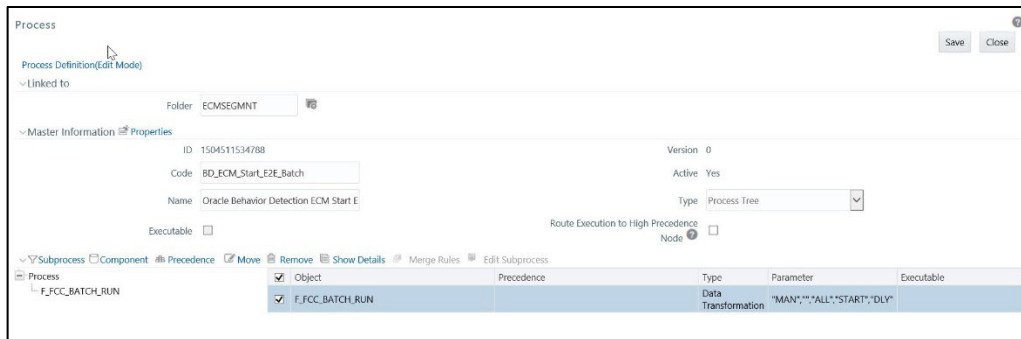 Process
Save Close
Process Definition(Edit Mode)
Linked to
Folder ECMSEGMNT
Master Information Properties
ID 1504511534788 Version 0
Code BD_ECM_Start_E2E_Batch Active Yes
Name Oracle Behavior Detection ECM Start E Type Process Tree
Executable Route Execution to High Precedence
Node
Subprocess Component Precedence Move Remove Show Details Merge Rules Edit Subprocess
Process Object Precedence Type Parameter Executable
F_FCC_BATCH_RUN F_FCC_BATCH_RUN Data
Transformation "MAN","","ALL","START","DLY"